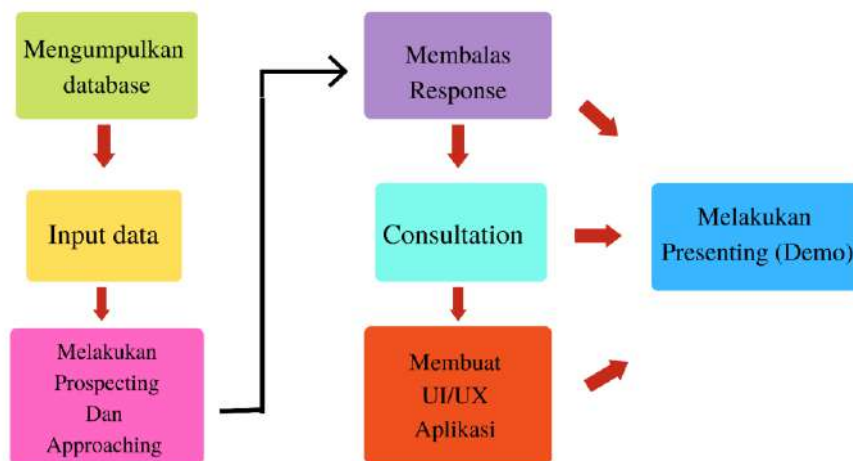 Mengumpulkan
database
Input data
Melakukan
Prospecting
Dan
Approaching
Membalas
Response
Consultation
Membuat
UI/UX
Aplikasi
Melakukan
Presenting (Demo)